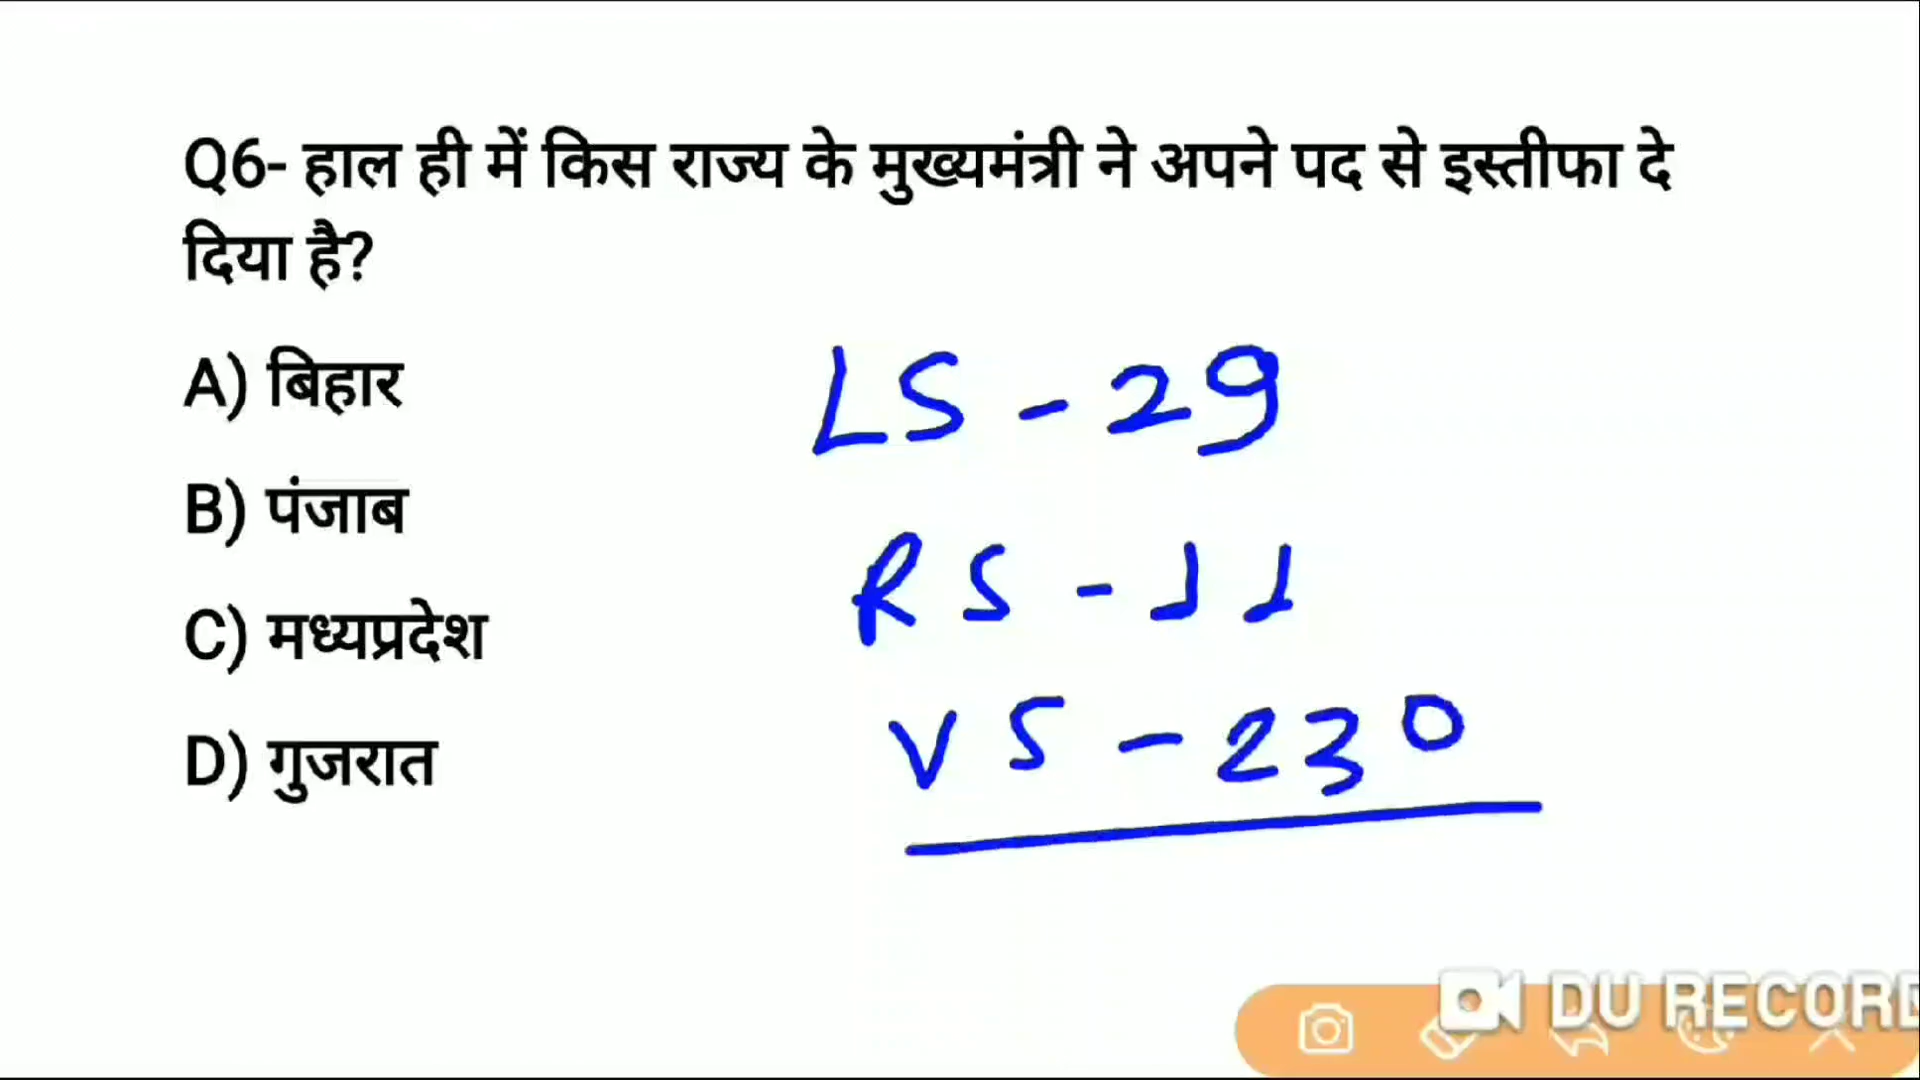 Q6- हाल ही में किस राज्य के मुख्यमंत्री ने अपने पद से इस्तीफा दे
दिया है?
A) बिहार
B) पंजाब
C) मध्यप्रदेश
D) गुजरात
LS - 29
RS - 11
VS - 230
DU RECORD